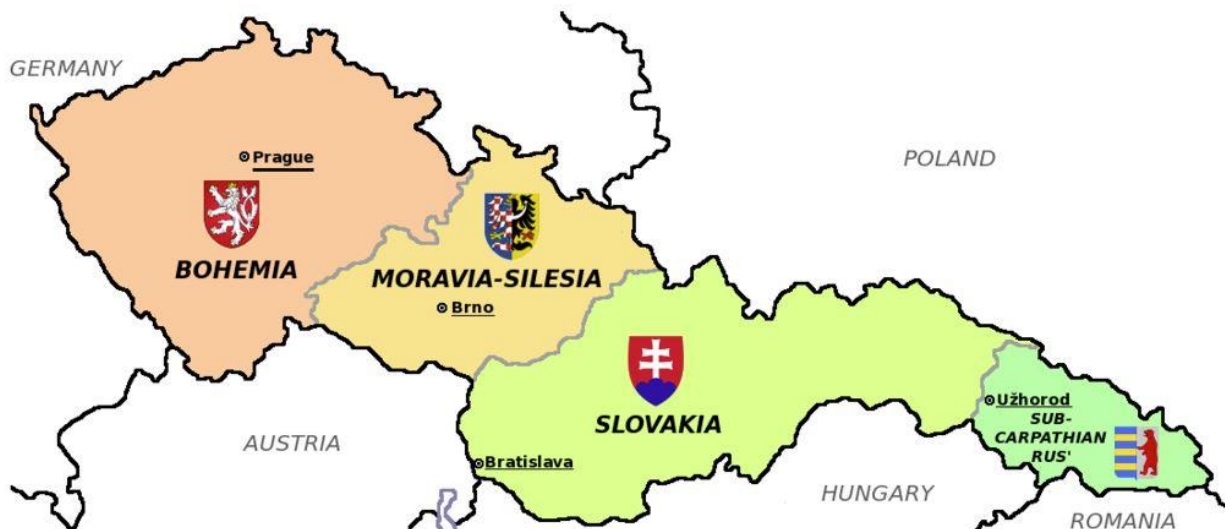 GERMANY
Prague
POLAND
BOHEMIA
MORAVIA-SILESIA
Brno
SLOVAKIA
Užhorod
SUB-
CARPATHIAN
RUS'
AUSTRIA
Bratislava
HUNGARY
ROMANIA